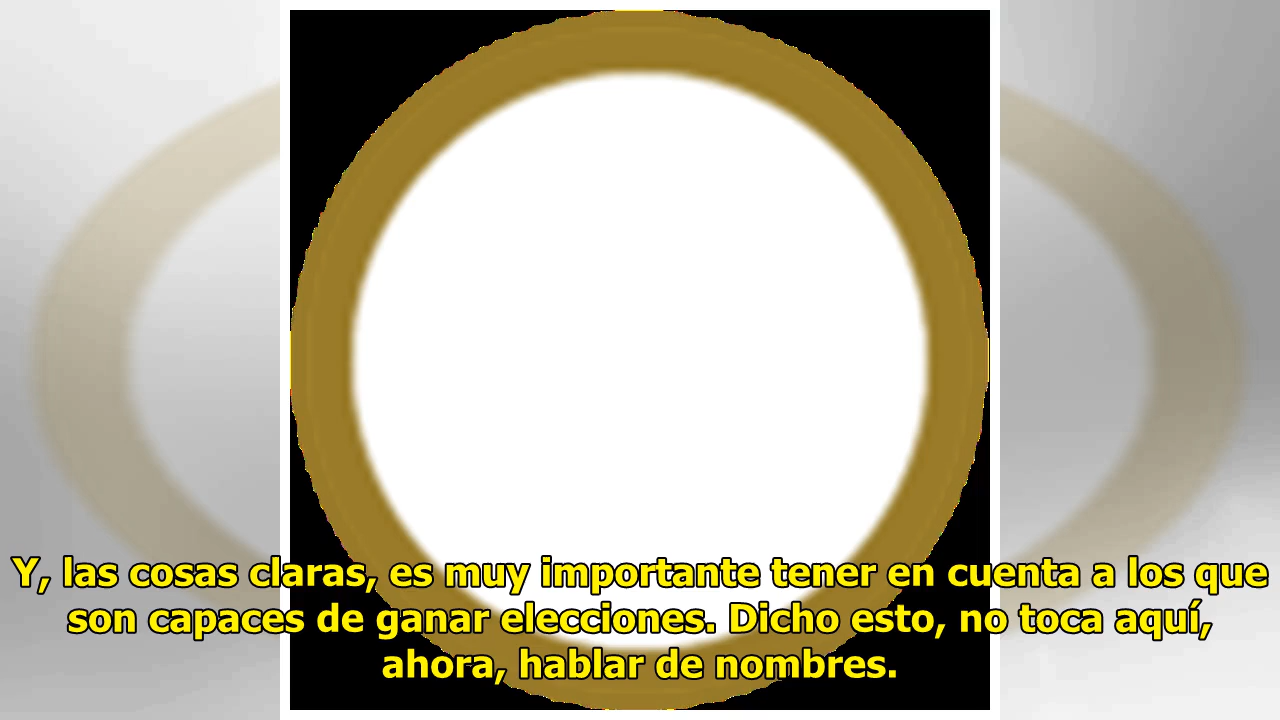 Y, las cosas claras, es muy importante tener en cuenta a los que
son capaces de ganar elecciones. Dicho esto, no toca aquí,
ahora, hablar de nombres.